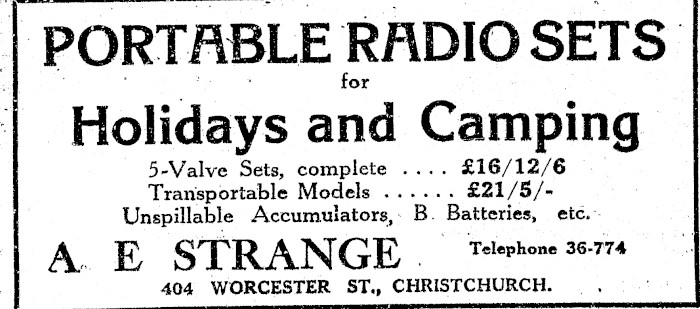 PORTABLE RADIO SETS
for
Holidays and Camping
5-Valve Sets, complete .... £16/12/6
Transportable Models ...... £21/5/-
Unspillable Accumulators, B Batteries, etc.
A E STRANGE Telephone 36-774
404 WORCESTER ST., CHRISTCHURCH.